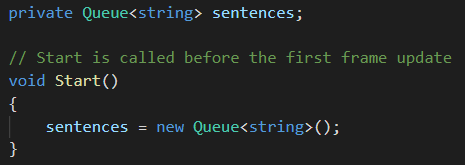 private Queue<string> sentences;
// Start is called before the first frame update
void Start()
{
sentences = new Queue<string>();
}